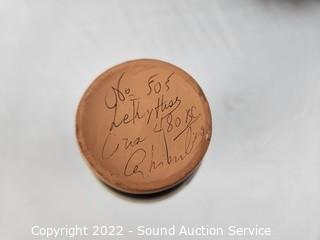 No 505
Lekythos
Circa 480 BC
Copyright 2022 - Sound Auction Service